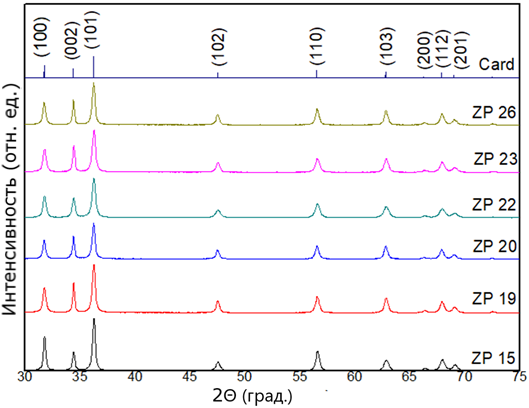 (100) (002) (101) (102) (110) (103) (200) (112) (201)
Card
ZP 26
ZP 23
ZP 22
ZP 20
ZP 19
ZP 15
Интенсивность (отн. ед.)
30 35 40 45 50 55 60 65 70 75
2Θ (град.)